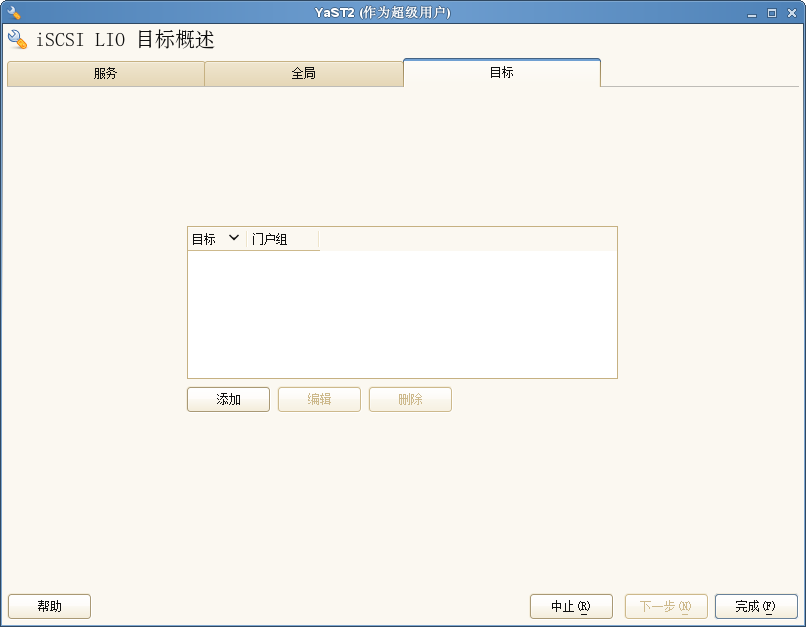 YaST2 (作为超级用户)
iSCSI LIO 目标概述
服务 全局 目标
目标 门户组
添加 编辑 删除
帮助 中止(R) 下一步(N) 完成(F)